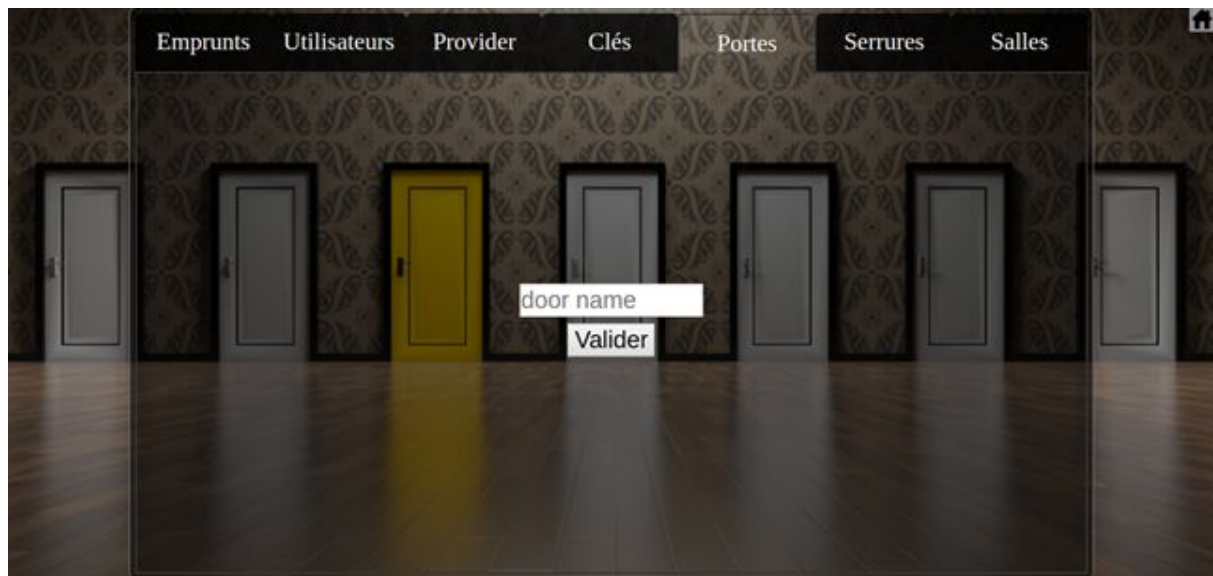 Emprunts Utilisateurs Provider Clés Portes Serrures Salles
door name
Valider